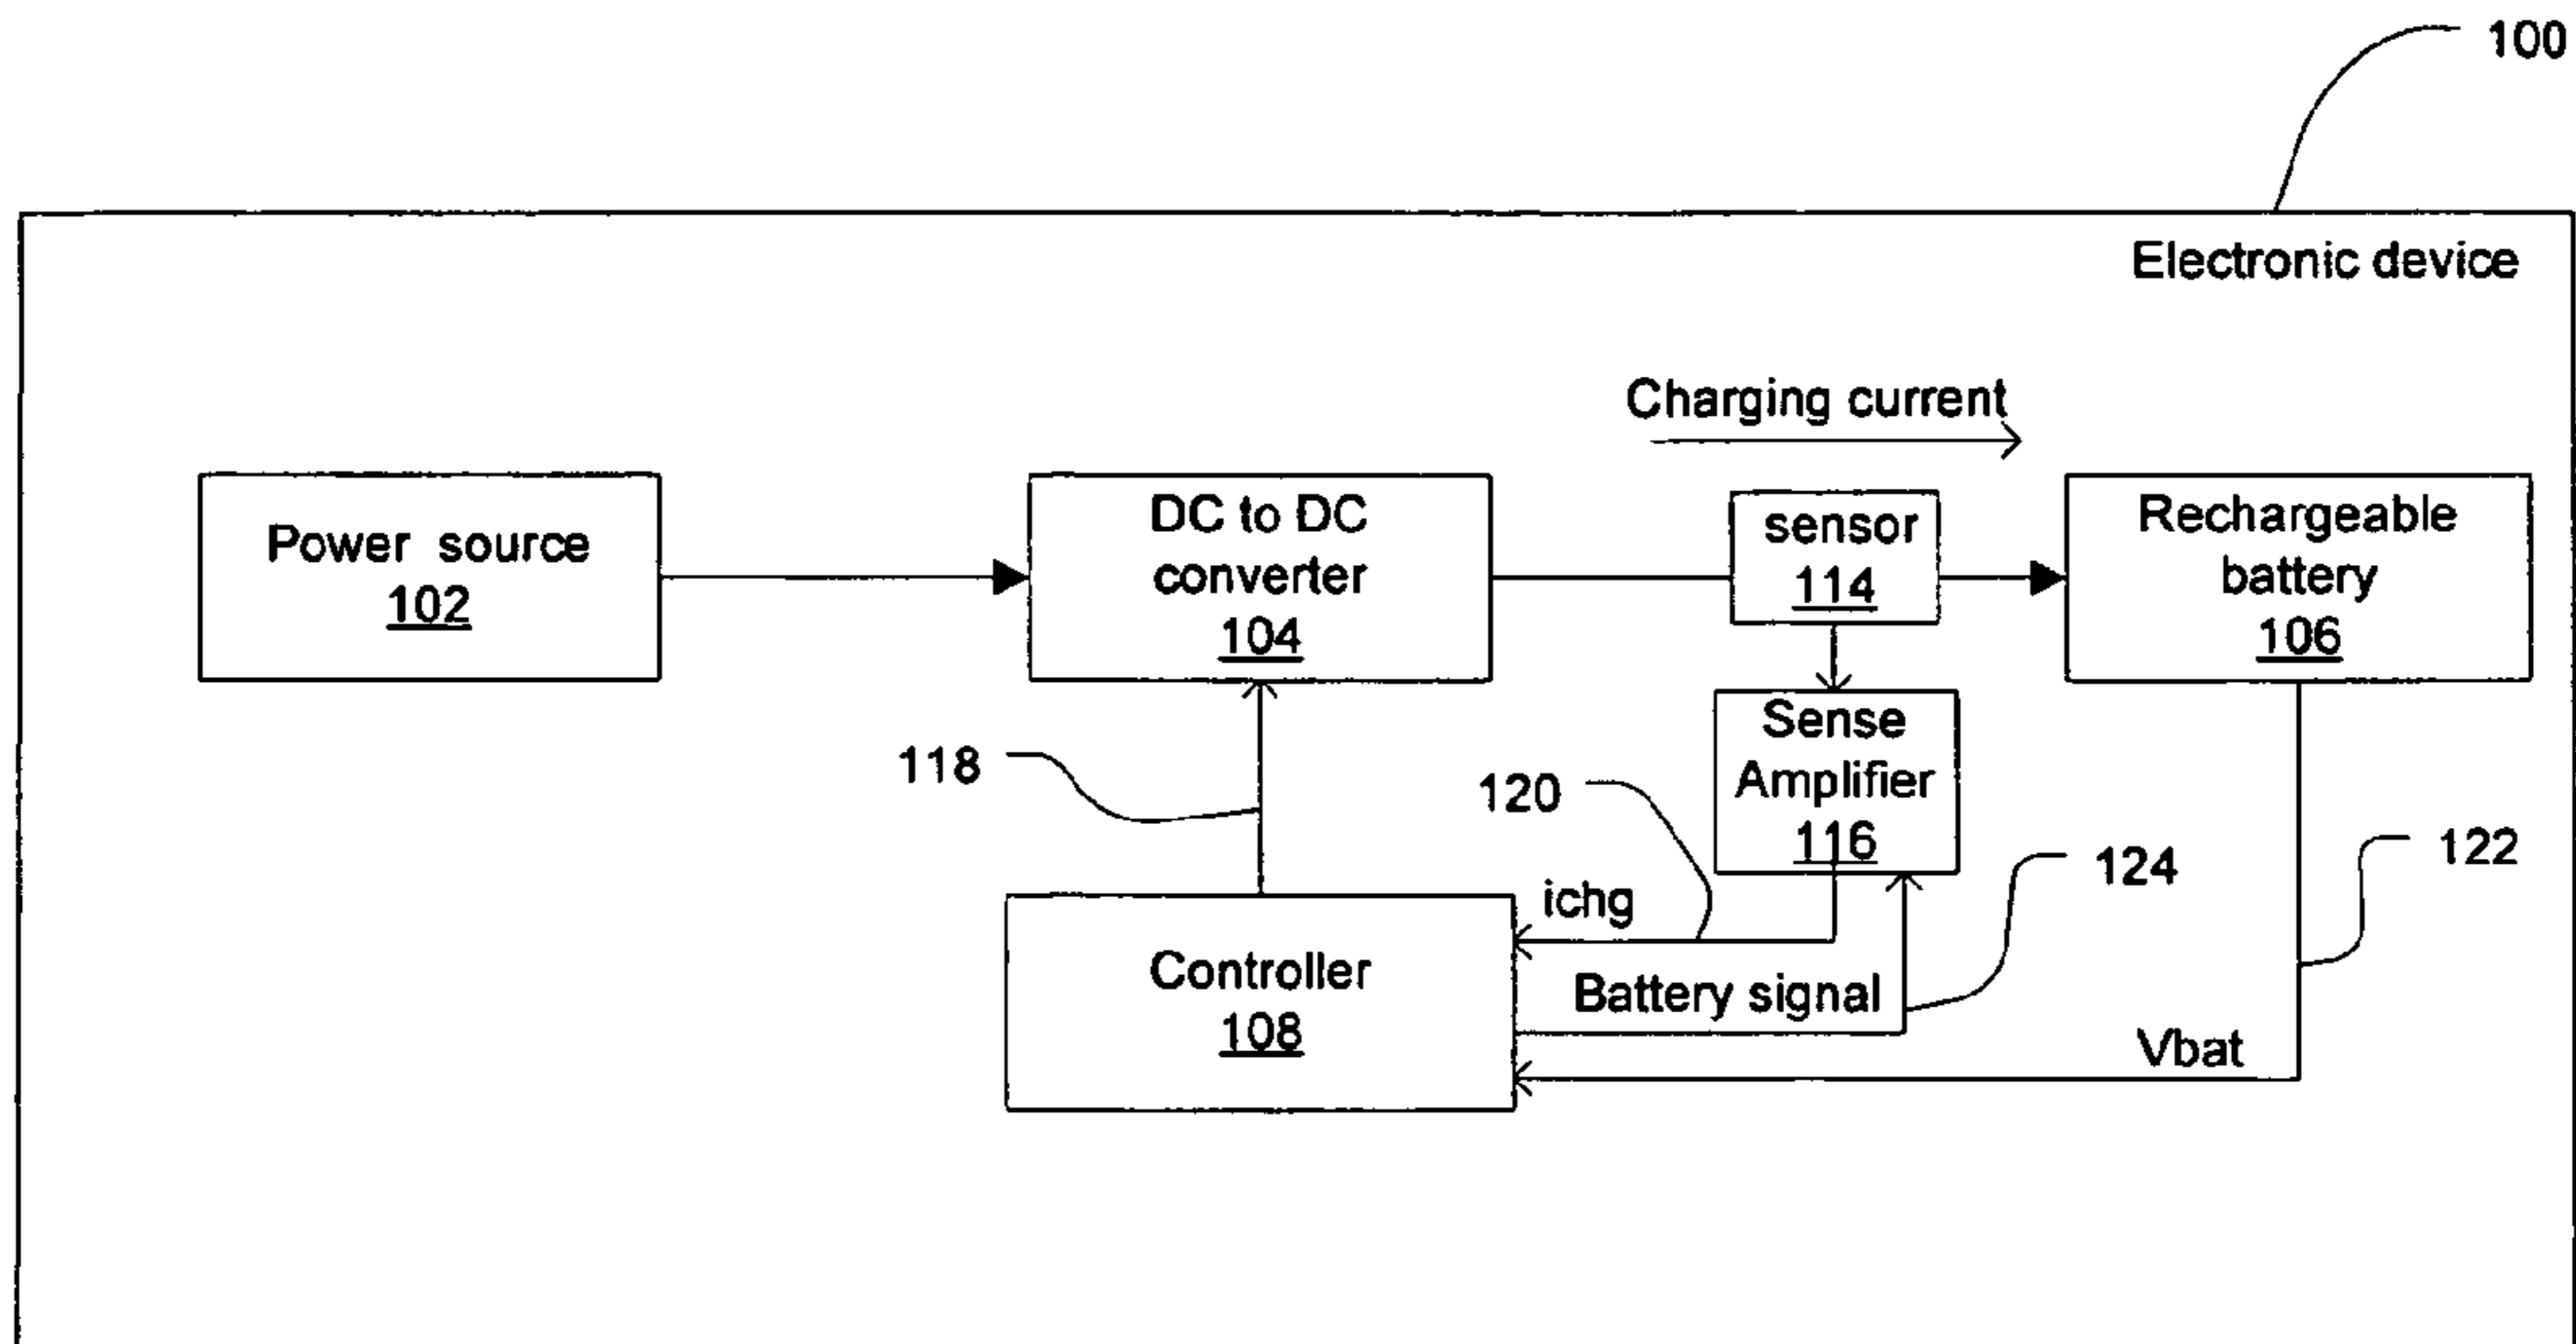 100
Electronic device
Charging current
Power source
102
DC to DC
converter
104
sensor
114
Rechargeable
battery
106
Sense
Amplifier
116
118
120
124
122
ichg
Controller
108
Battery signal
Vbat